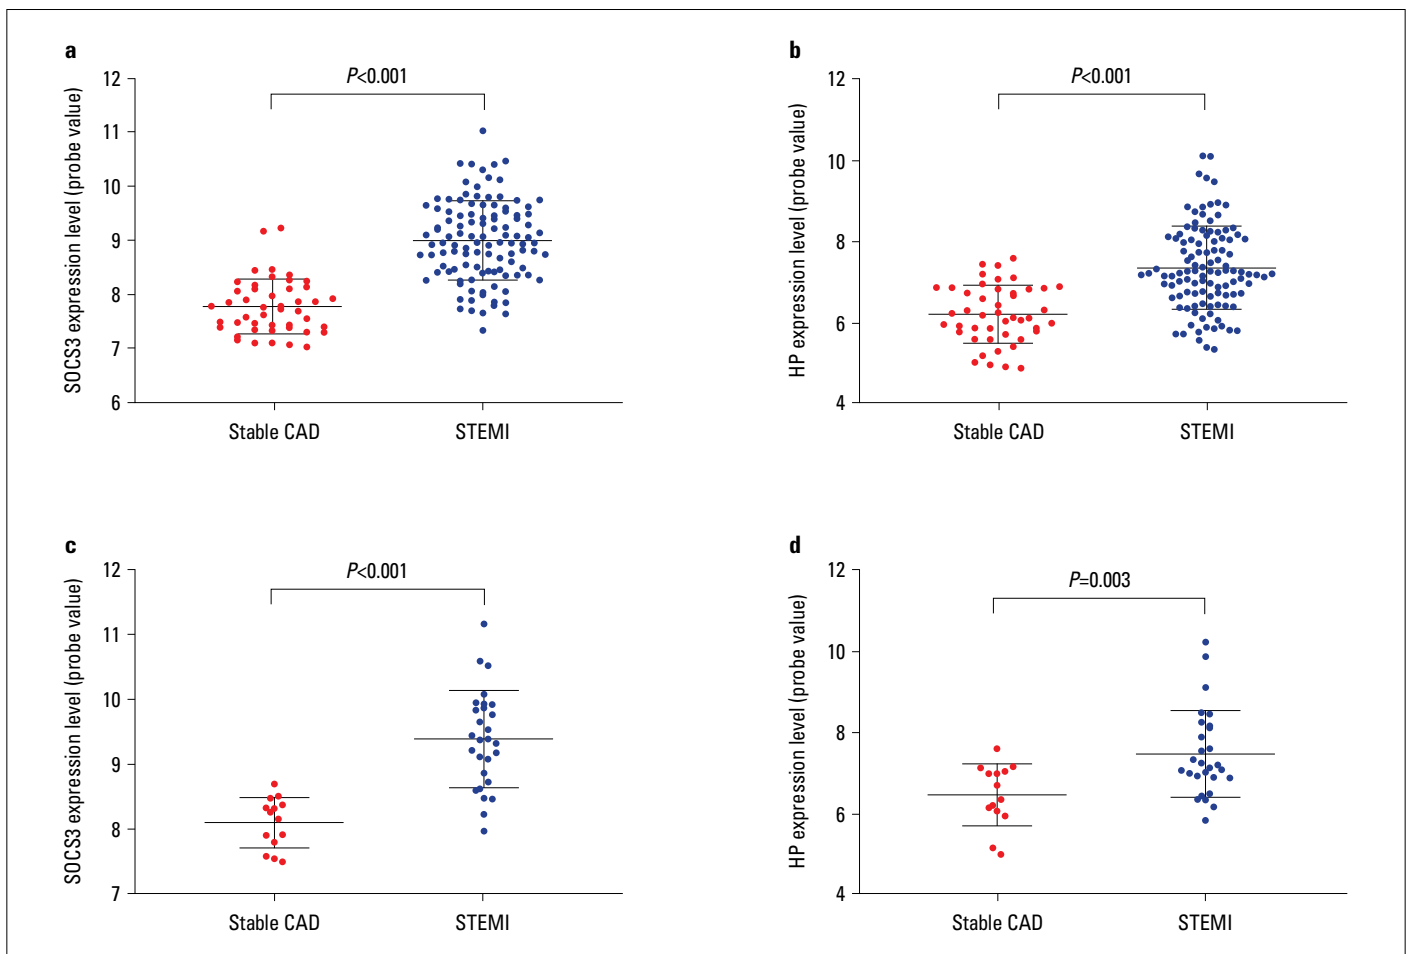 a
P<0.001
SOCS3 expression level (probe value)
12
11
10
9
8
7
6
Stable CAD
STEMI
b
P<0.001
HP expression level (probe value)
12
10
8
6
4
Stable CAD
STEMI
c
P<0.001
SOCS3 expression level (probe value)
12
11
10
9
8
7
Stable CAD
STEMI
d
P=0.003
HP expression level (probe value)
12
10
8
6
4
Stable CAD
STEMI